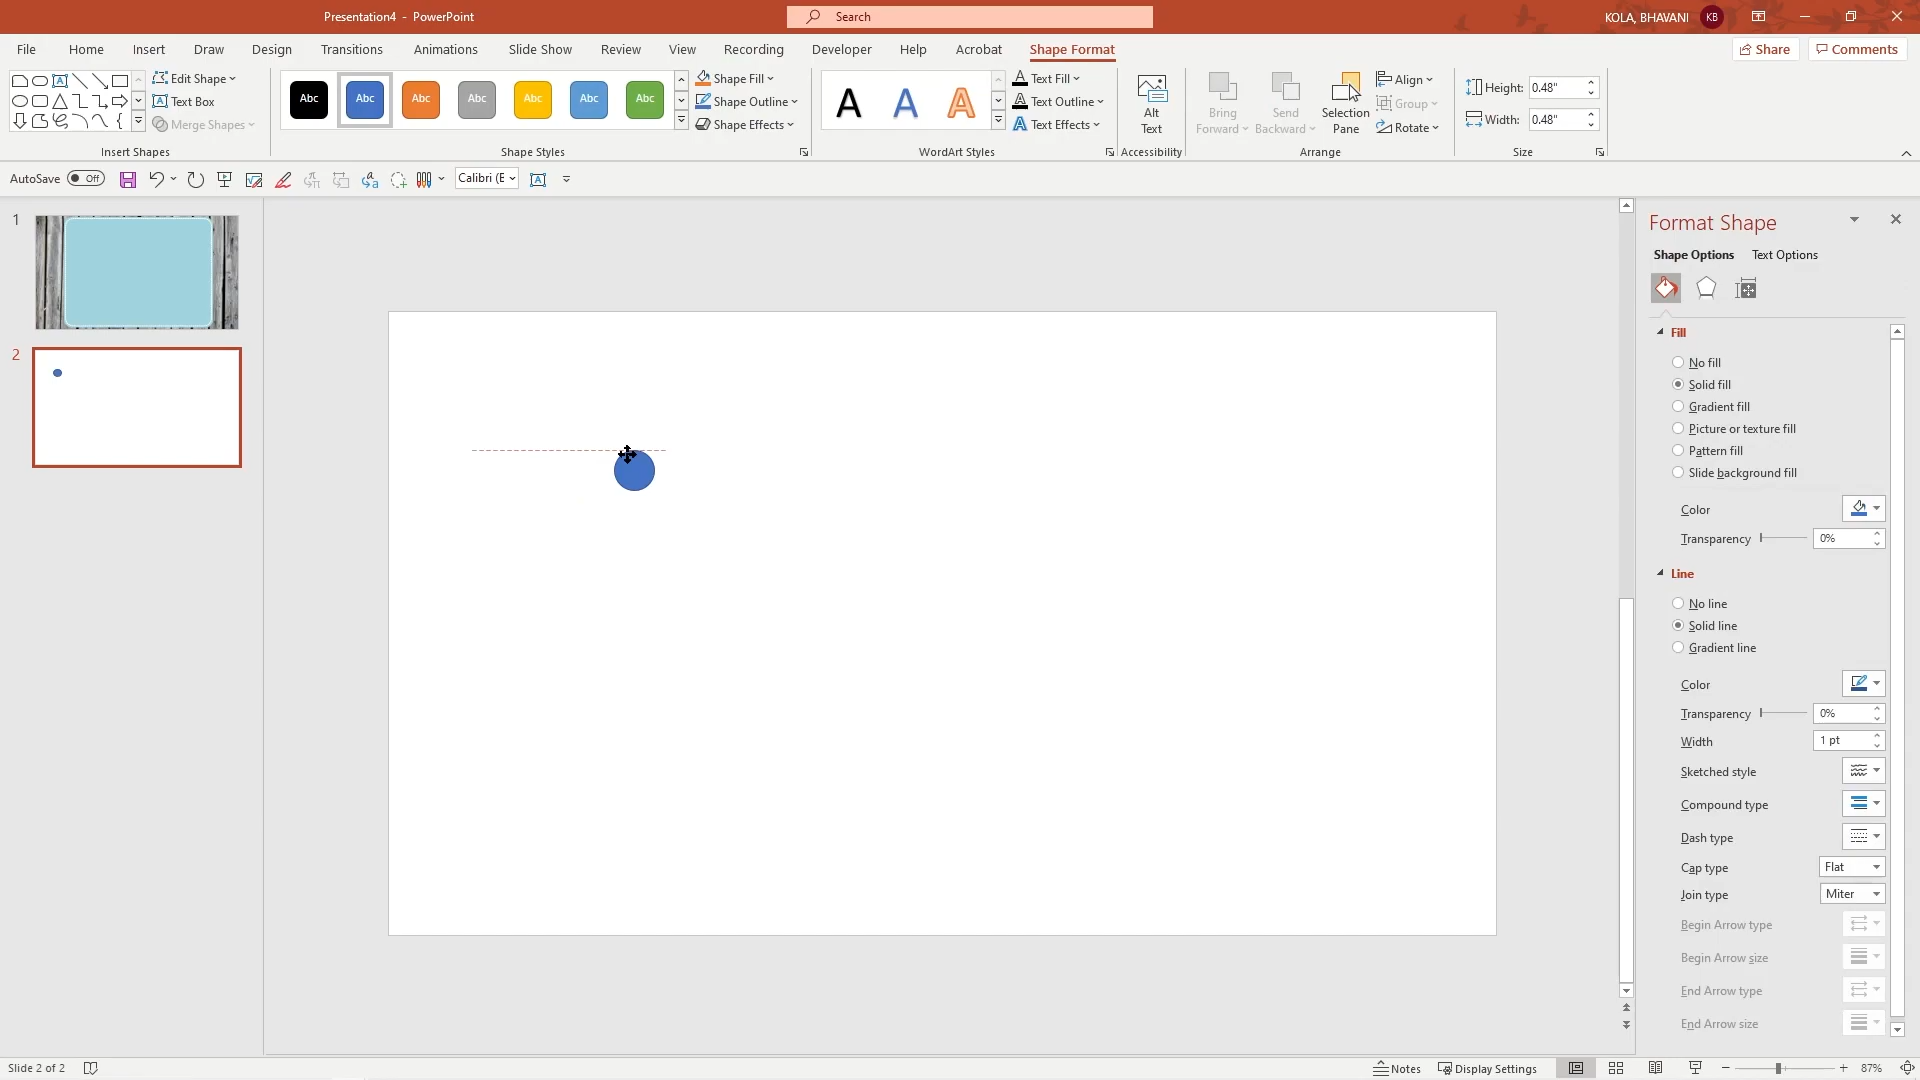 Presentation4 - PowerPoint
Search
KOLA, BHAVANI
KB
File Home Insert Draw Design Transitions Animations Slide Show Review View Recording Developer Help Acrobat Shape Format
Share
Comments
Edit Shape
Text Box
Merge Shapes
Insert Shapes
Abc Abc Abc Abc Abc Abc Abc
Shape Fill
Shape Outline
Shape Effects
Shape Styles
A A A
Text Fill
Text Outline
Text Effects
WordArt Styles
Alt
Text
Accessibility
Bring
Forward
Send
Backward
Selection
Pane
Align
Group
Rotate
Arrange
Height: 0.48"
Width: 0.48"
Size
AutoSave Off
Calibri (E
1
2
Format Shape
Shape Options Text Options
Fill
No fill
Solid fill
Gradient fill
Picture or texture fill
Pattern fill
Slide background fill
Color
Transparency 0%
Line
No line
Solid line
Gradient line
Color
Transparency 0%
Width 1 pt
Sketched style
Compound type
Dash type
Cap type Flat
Join type Miter
Begin Arrow type
Begin Arrow size
End Arrow type
End Arrow size
Slide 2 of 2
Notes
Display Settings
87%